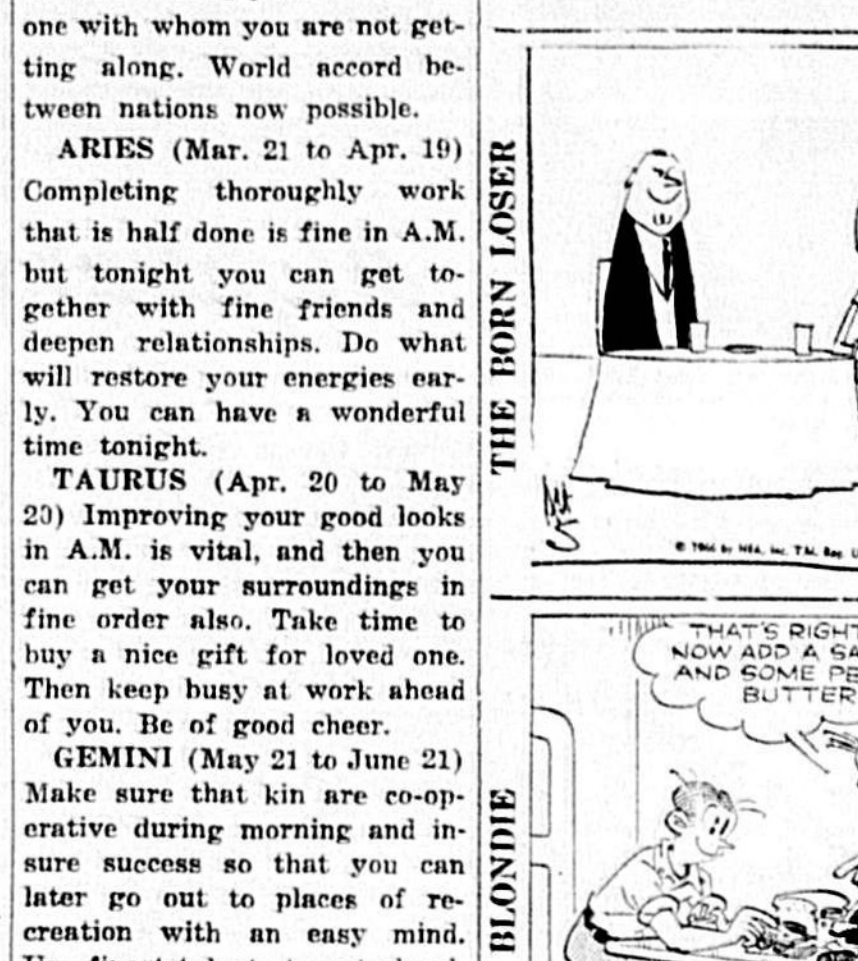 one with whom you are not get-
ting along. World accord be-
tween nations now possible.
ARIES (Mar. 21 to Apr. 19)
Completing thoroughly work
that is half done is fine in A.M.
but tonight you can get to-
gether with fine friends and
deepen relationships. Do what
will restore your energies ear-
ly. You can have a wonderful
time tonight.
TAURUS (Apr. 20 to May
20) Improving your good looks
in A.M. is vital, and then you
can get your surroundings in
fine order also. Take time to
buy a nice gift for loved one.
Then keep busy at work ahead
of you. Be of good cheer.
GEMINI (May 21 to June 21)
Make sure that kin are co-op-
erative during morning and in-
sure success so that you can
later go out to places of re-
creation with an easy mind.
THE BORN LOSER
© 1966 by NEA, Inc. T.M. Reg. U
BLONDIE
THAT'S RIGHT
NOW ADD A SA
AND SOME PE
BUTTER